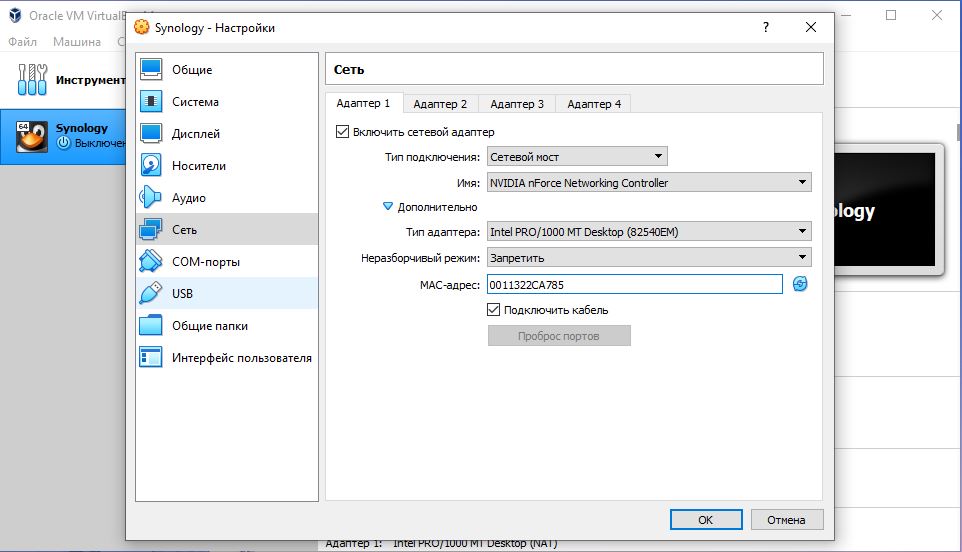 Oracle VM VirtualB
Synology - Настройки
?
Файл Машина С
Инструмент
64
Synology
Выключен
Общие
Система
Дисплей
Носители
Аудио
Сеть
COM-порты
USB
Общие папки
Интерфейс пользователя
Сеть
Адаптер 1 Адаптер 2 Адаптер 3 Адаптер 4
Включить сетевой адаптер
Тип подключения: Сетевой мост
Имя: NVIDIA nForce Networking Controller
Дополнительно
Тип адаптера: Intel PRO/1000 MT Desktop (82540EM)
Неразборчивый режим: Запретить
MAC-адрес: 0011322CA785
Подключить кабель
Проброс портов
ology
OK Отмена
Адаптер 1: Intel PRO/1000 MT Desktop (NAT)